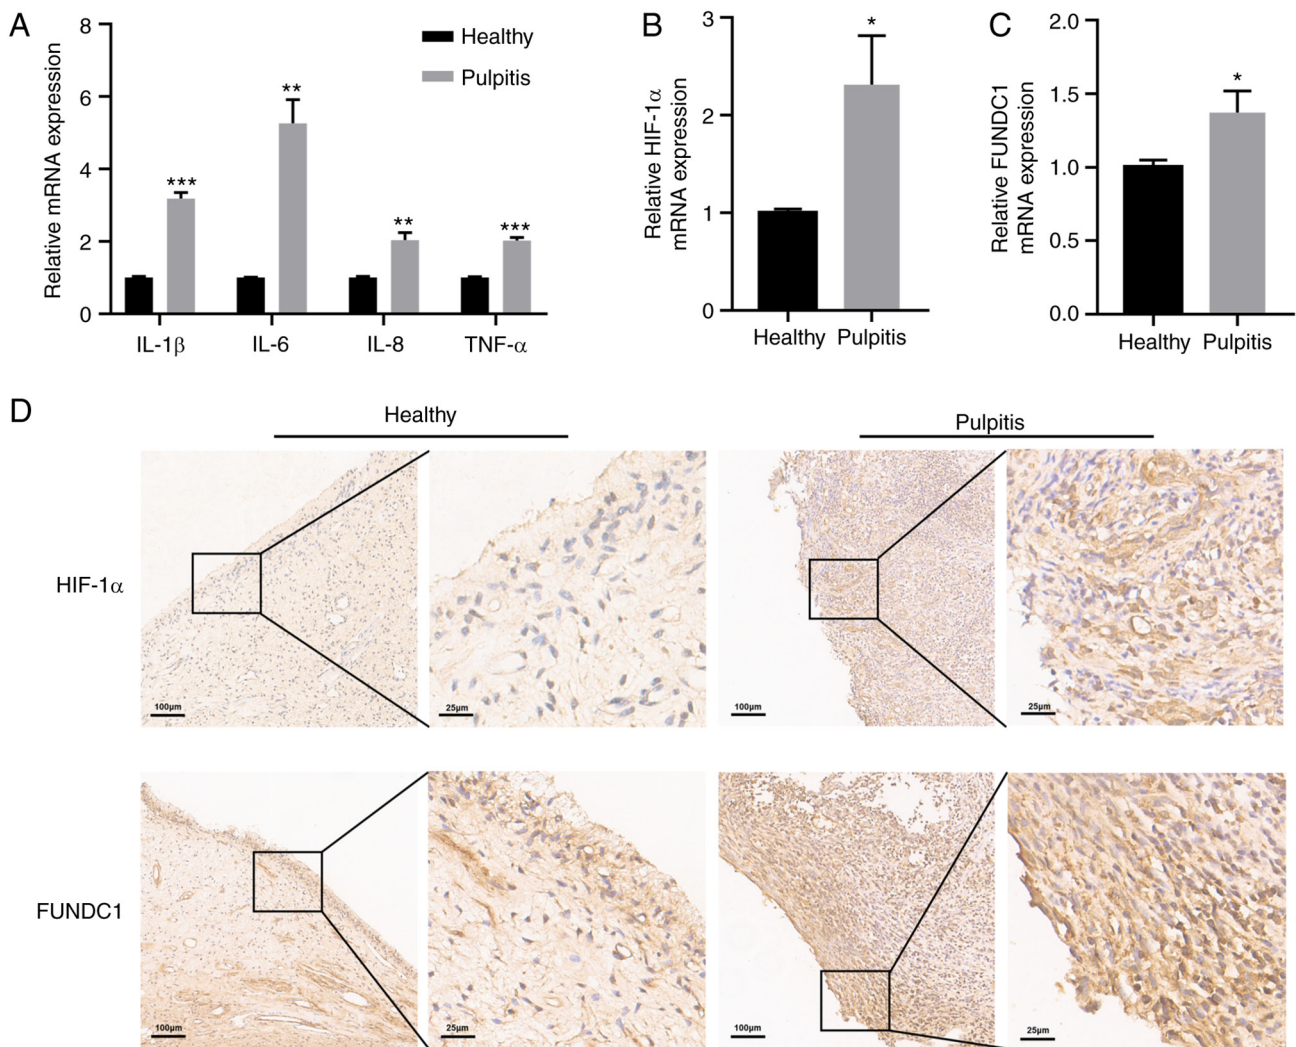 A
Relative mRNA expression
8
6
4
2
0
Healthy
Pulpitis
***
**
**
***
IL-1β
IL-6
IL-8
TNF-α
B
Relative HIF-1α
mRNA expression
3
2
1
0
*
Healthy
Pulpitis
C
Relative FUNDC1
mRNA expression
2.0
1.5
1.0
0.5
0.0
*
Healthy
Pulpitis
D
Healthy
Pulpitis
HIF-1α
100μm
25μm
100μm
25μm
FUNDC1
100μm
25μm
100μm
25μm